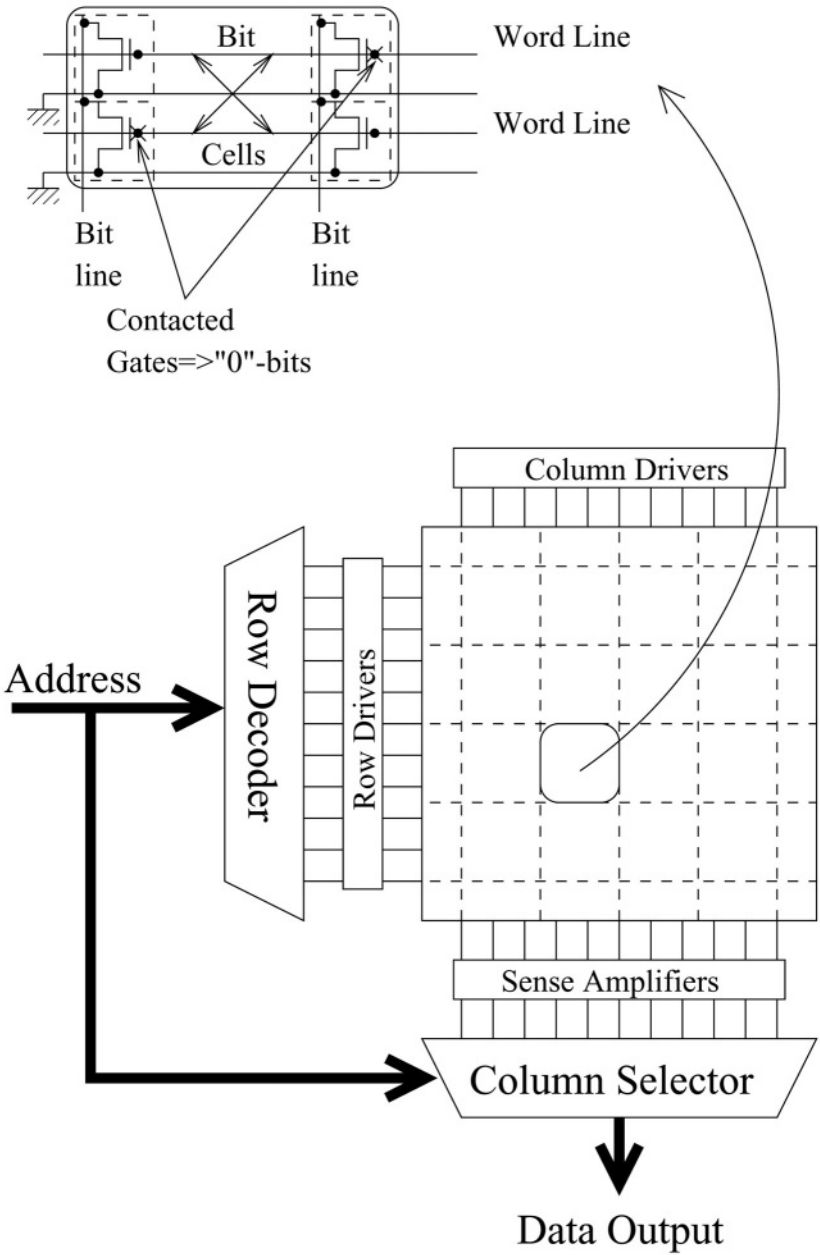 Bit
Word Line
Word Line
Cells
Bit
line
Bit
line
Contacted
Gates=>"0"-bits
Column Drivers
Row Decoder
Row Drivers
Address
Sense Amplifiers
Column Selector
Data Output